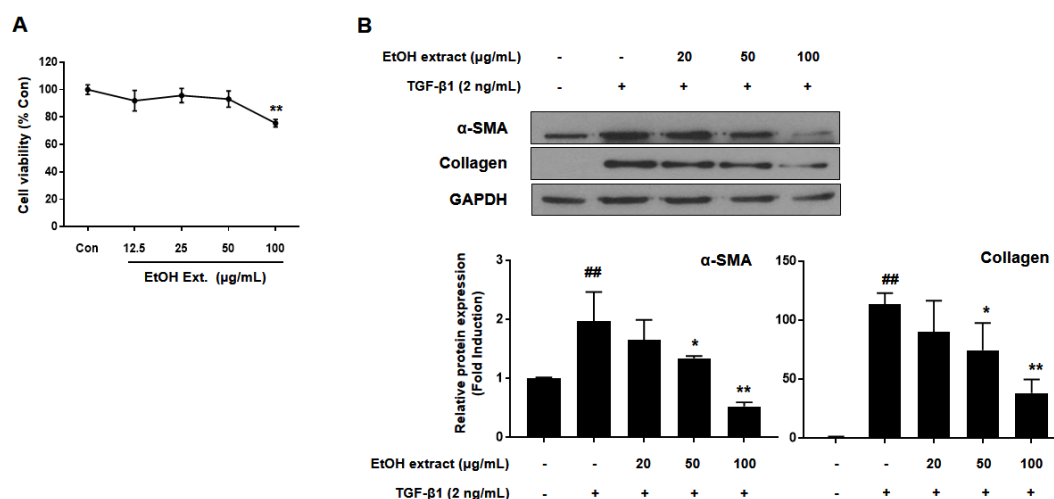 A
Cell viability (% Con)
120
100
80
60
40
20
0
**
Con 12.5 25 50 100
EtOH Ext. (µg/mL)
B
EtOH extract (µg/mL) - - 20 50 100
TGF-β1 (2 ng/mL) - + + + +
α-SMA
Collagen
GAPDH
Relative protein expression
(Fold Induction)
α-SMA
3
2
1
0
##
*
**
EtOH extract (µg/mL) - - 20 50 100
TGF-β1 (2 ng/mL) - + + + +
Collagen
150
100
50
0
##
*
**
- - 20 50 100
- + + + +